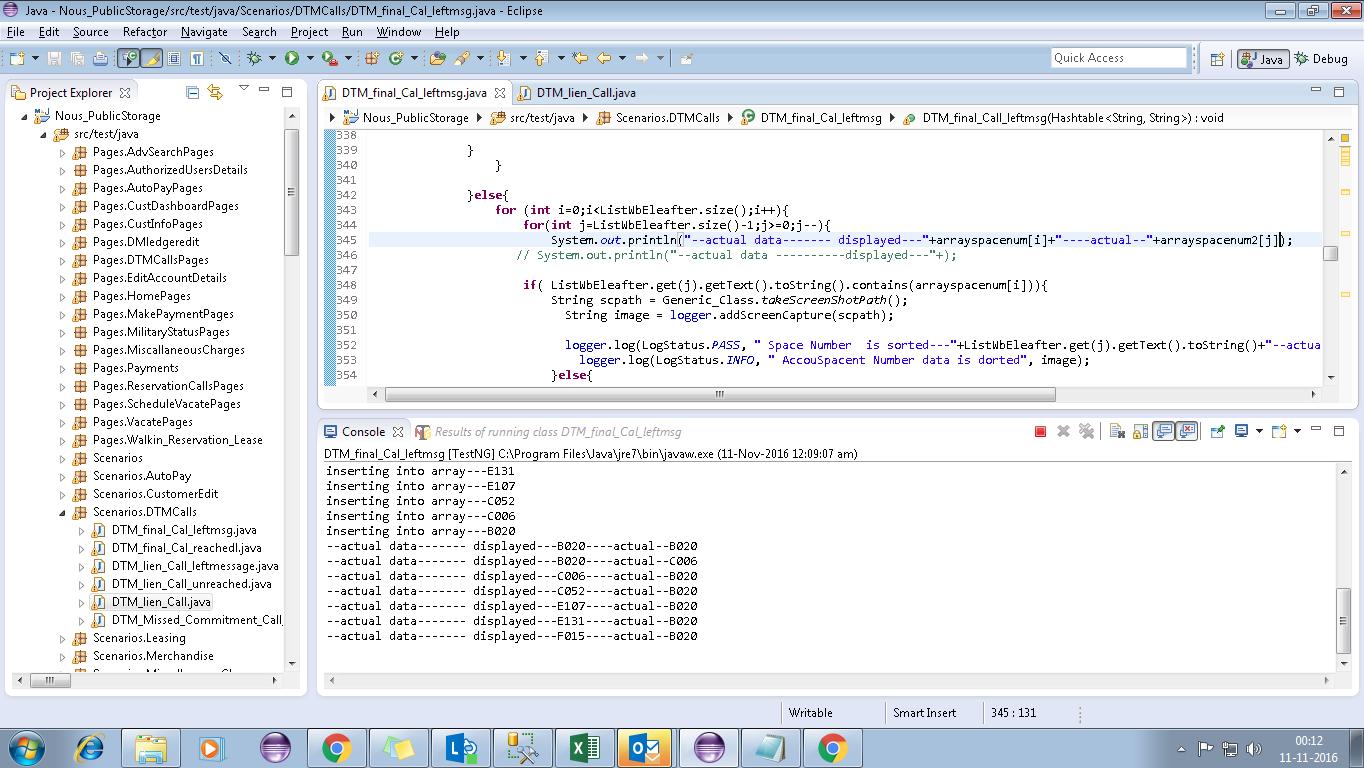 Java - Nous_PublicStorage/src/test/java/Scenarios/DTMCalls/DTM_final_Cal_leftmsg.java - Eclipse
File Edit Source Refactor Navigate Search Project Run Window Help
Quick Access
Java
Debug
Project Explorer
Nous_PublicStorage
src/test/java
Pages.AdvSearchPages
Pages.AuthorizedUsersDetails
Pages.AutoPayPages
Pages.CustDashboardPages
Pages.CustInfoPages
Pages.DMledgeredit
Pages.DTMCallsPages
Pages.EditAccountDetails
Pages.HomePages
Pages.MakePaymentPages
Pages.MilitaryStatusPages
Pages.MiscallaneousCharges
Pages.Payments
Pages.ReservationCallsPages
Pages.ScheduleVacatePages
Pages.VacatePages
Pages.Walkin_Reservation_Lease
Scenarios
Scenarios.AutoPay
Scenarios.CustomerEdit
Scenarios.DTMCalls
DTM_final_Cal_leftmsg.java
DTM_final_Cal_reachedl.java
DTM_lien_Call_leftmessage.java
DTM_lien_Call_unreached.java
DTM_lien_Call.java
DTM_Missed_Commitment_Call_
Scenarios.Leasing
Scenarios.Merchandise
DTM_final_Cal_leftmsg.java
DTM_lien_Call.java
Nous_PublicStorage src/test/java Scenarios.DTMCalls DTM_final_Cal_leftmsg DTM_final_Call_leftmsg(Hashtable<String, String>) : void
338
339 }
340 }
341
342 }else{
343 for (int i=0;i<ListWbEleafter.size();i++){
344 for(int j=ListWbEleafter.size()-1;j>=0;j--){
345 System.out.println("--actual data------- displayed---"+arrayspacenum[i]+"----actual--"+arrayspacenum2[j]);
346 // System.out.println("--actual data ----------displayed---"+);
347
348 if( ListWbEleafter.get(j).getText().toString().contains(arrayspacenum[i])){
349 String scpath = Generic_Class.takeScreenShotPath();
350 String image = logger.addScreenCapture(scpath);
351
352 logger.log(LogStatus.PASS, " Space Number  is sorted---"+ListWbEleafter.get(j).getText().toString()+"--actua
353 logger.log(LogStatus.INFO, " AccouSpacent Number data is dorted", image);
354 }else{
Console
Results of running class DTM_final_Cal_leftmsg
DTM_final_Cal_leftmsg [TestNG] C:\Program Files\Java\jre7\bin\javaw.exe (11-Nov-2016 12:09:07 am)
inserting into array---E131
inserting into array---E107
inserting into array---C052
inserting into array---C006
inserting into array---B020
--actual data------- displayed---B020----actual--B020
--actual data------- displayed---B020----actual--C006
--actual data------- displayed---C006----actual--B020
--actual data------- displayed---C052----actual--B020
--actual data------- displayed---E107----actual--B020
--actual data------- displayed---E131----actual--B020
--actual data------- displayed---F015----actual--B020
Writable
Smart Insert
345 : 131
00:12
11-11-2016